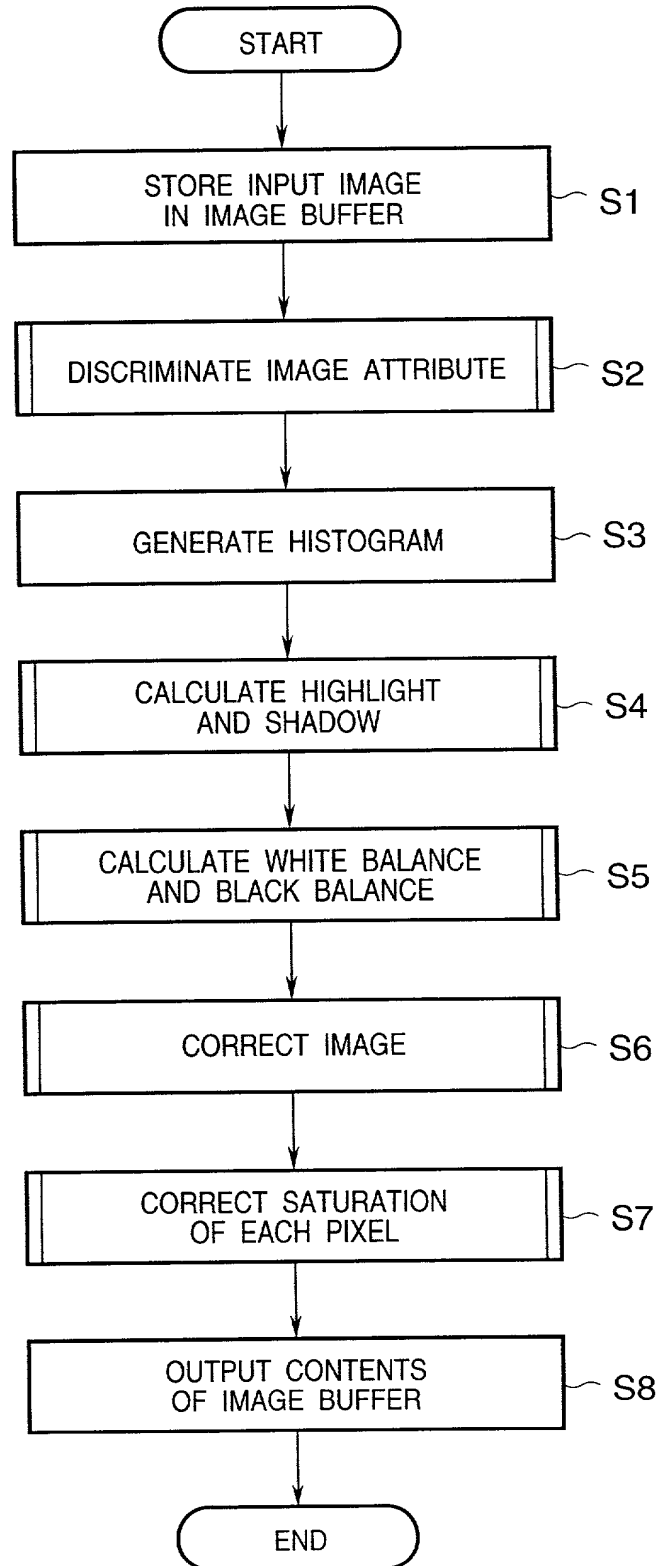 START
STORE INPUT IMAGE
IN IMAGE BUFFER
S1
DISCRIMINATE IMAGE ATTRIBUTE
S2
GENERATE HISTOGRAM
S3
CALCULATE HIGHLIGHT
AND SHADOW
S4
CALCULATE WHITE BALANCE
AND BLACK BALANCE
S5
CORRECT IMAGE
S6
CORRECT SATURATION
OF EACH PIXEL
S7
OUTPUT CONTENTS
OF IMAGE BUFFER
S8
END